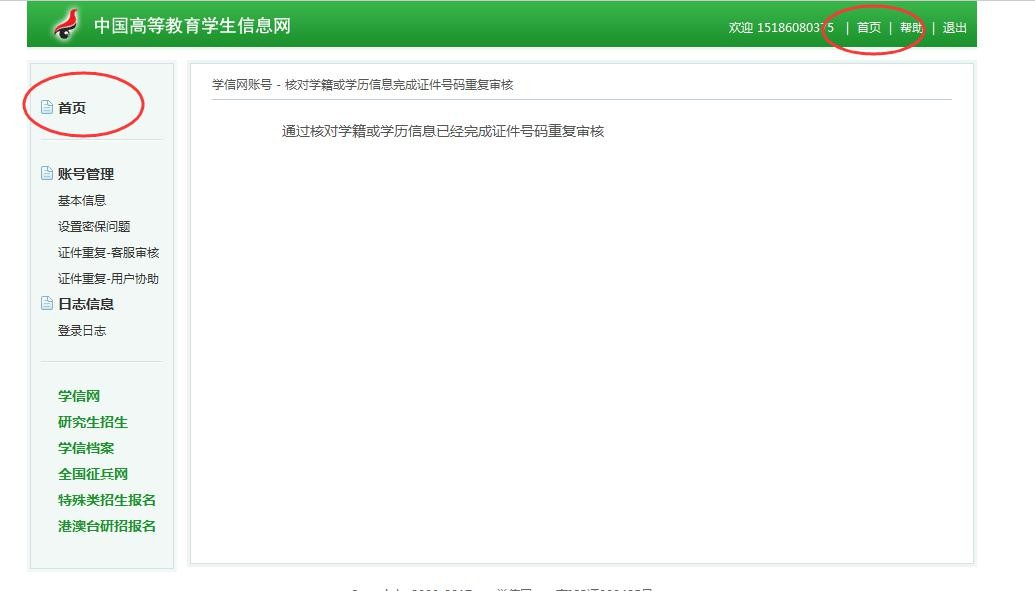 中国高等教育学生信息网
欢迎 15186080375 | 首页 | 帮助 | 退出
首页
账号管理
基本信息
设置密保问题
证件重复-客服审核
证件重复-用户协助
日志信息
登录日志
学信网
研究生招生
学信档案
全国征兵网
特殊类招生报名
港澳台研招报名
学信网账号 - 核对学籍或学历信息完成证件号码重复审核
通过核对学籍或学历信息已经完成证件号码重复审核